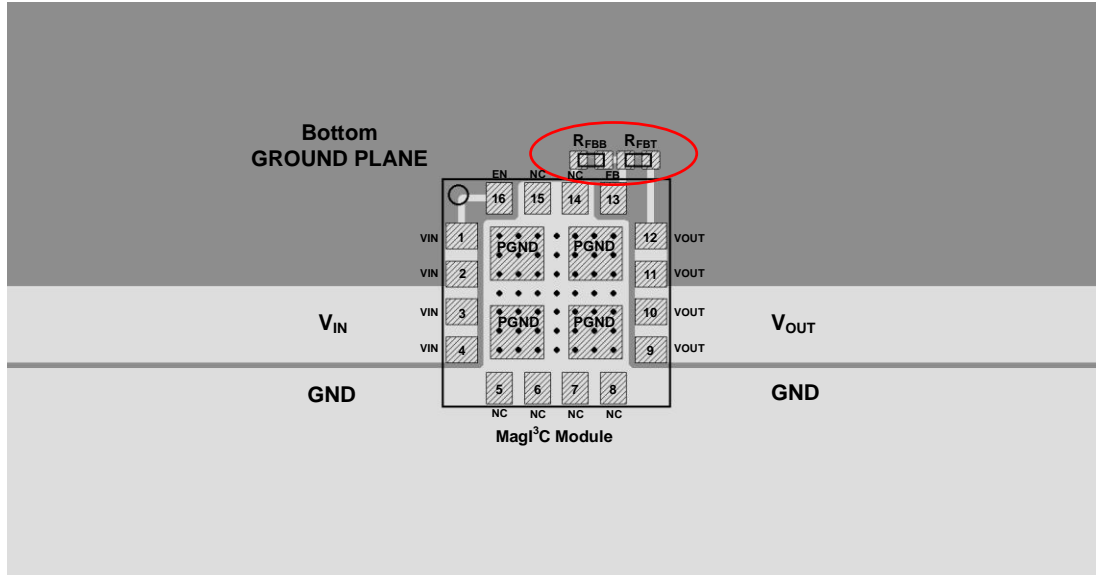 Bottom
GROUND PLANE
RFBB RFBT
EN NC NC FB
16 15 14 13
VIN 1 PGND PGND 12 VOUT
VIN 2 11 VOUT
VIN VIN 3 PGND PGND 10 VOUT VOUT
VIN 4 9 VOUT
GND GND
5 6 7 8
NC NC NC NC
MagI³C Module